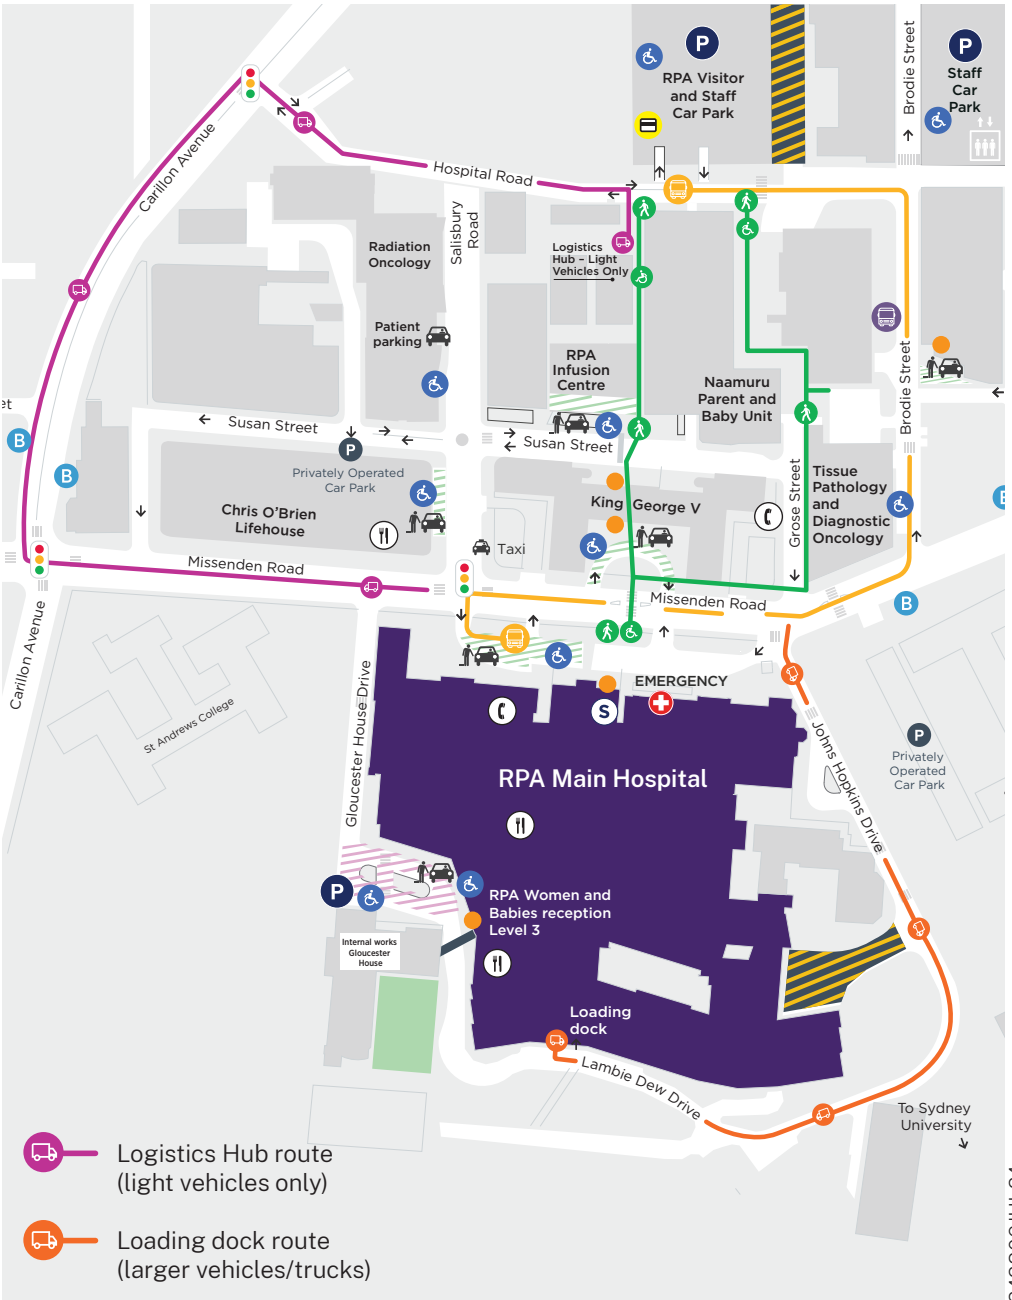 P
RPA Visitor
and Staff
Car Park
Brodie Street
P
Staff
Car
Park
Carillon Avenue
Hospital Road
Salisbury
Road
Radiation
Oncology
Logistics
Hub – Light
Vehicles Only
Patient
parking
RPA
Infusion
Centre
Naamuru
Parent and
Baby Unit
Brodie Street
B
B
Susan Street
P
Privately Operated
Car Park
Susan Street
Chris O'Brien
Lifehouse
King George V
Grose Street
Tissue
Pathology
and
Diagnostic
Oncology
Taxi
Missenden Road
Missenden Road
B
Carillon Avenue
St Andrews College
Gloucester House Drive
EMERGENCY
S
RPA Main Hospital
Johns Hopkins Drive
P
Privately
Operated
Car Park
P
RPA Women and
Babies reception
Level 3
Internal works
Gloucester
House
Loading
dock
Lambie Dew Drive
To Sydney
University
Logistics Hub route
(light vehicles only)
Loading dock route
(larger vehicles/trucks)